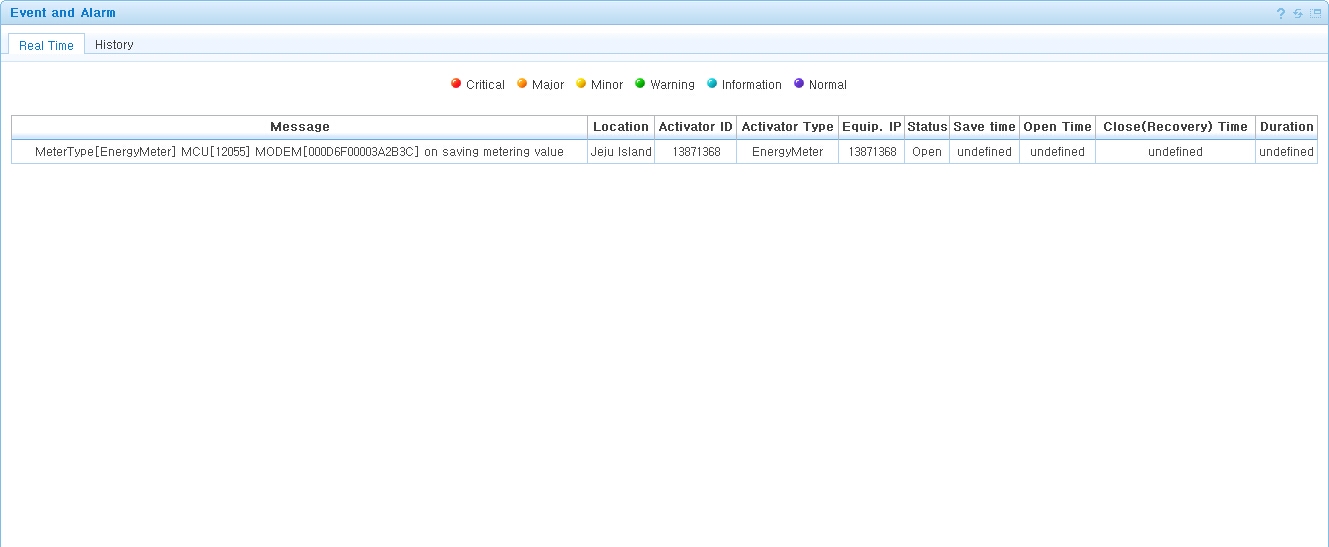 Event and Alarm
?
Real Time History
Critical Major Minor Warning Information Normal
Message Location Activator ID Activator Type Equip. IP Status Save time Open Time Close(Recovery) Time Duration
MeterType[EnergyMeter] MCU[12055] MODEM[000D6F00003A2B3C] on saving metering value Jeju Island 13871368 EnergyMeter 13871368 Open undefined undefined undefined undefined